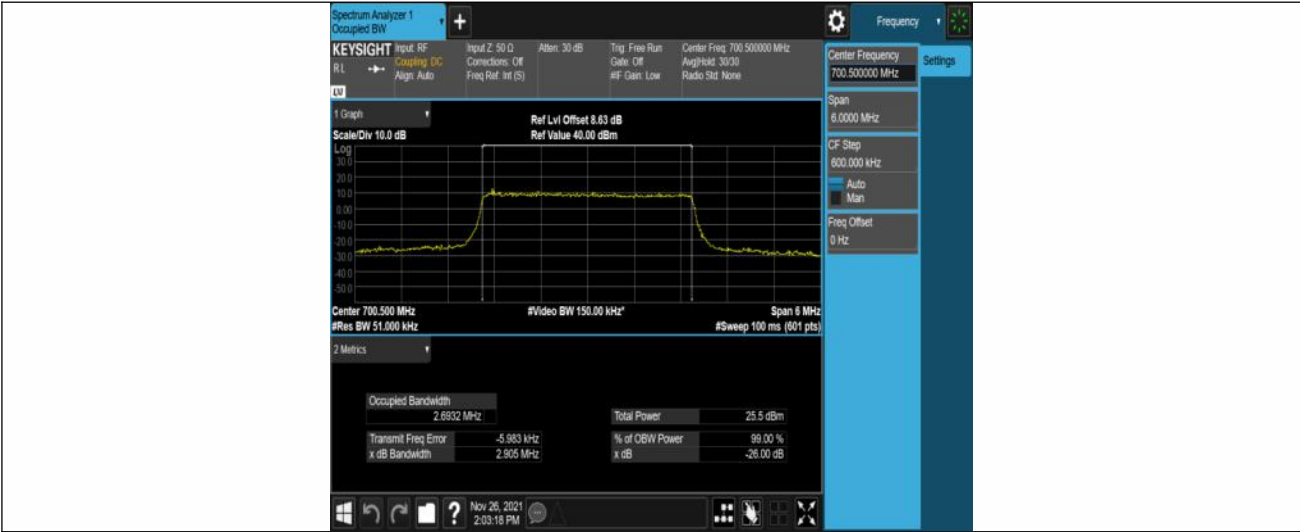 Spectrum Analyzer 1
Occupied BW
Frequency
KEYSIGHT
RL
Input: RF
Coupling: DC
Align: Auto
Input Z: 50 Ω
Corrections: Off
Freq Ref: Int (S)
Atten: 30 dB
Trig: Free Run
Gate: Off
#IF Gain: Low
Center Freq: 700.500000 MHz
Avg|Hold: 30/30
Radio Std: None
1 Graph
Scale/Div 10.0 dB
Ref Lvl Offset 8.63 dB
Ref Value 40.00 dBm
Log
30.0
20.0
10.0
0.00
-10.0
-20.0
-30.0
-40.0
-50.0
Center 700.500 MHz
#Res BW 51.000 kHz
#Video BW 150.00 kHz*
Span 6 MHz
#Sweep 100 ms (601 pts)
2 Metrics
Occupied Bandwidth
2.6932 MHz
Transmit Freq Error -5.983 kHz
x dB Bandwidth 2.905 MHz
Total Power 25.5 dBm
% of OBW Power 99.00 %
x dB -26.00 dB
Center Frequency
700.500000 MHz
Settings
Span
6.0000 MHz
CF Step
600.000 kHz
Auto
Man
Freq Offset
0 Hz
?
Nov 26, 2021
2:03:18 PM